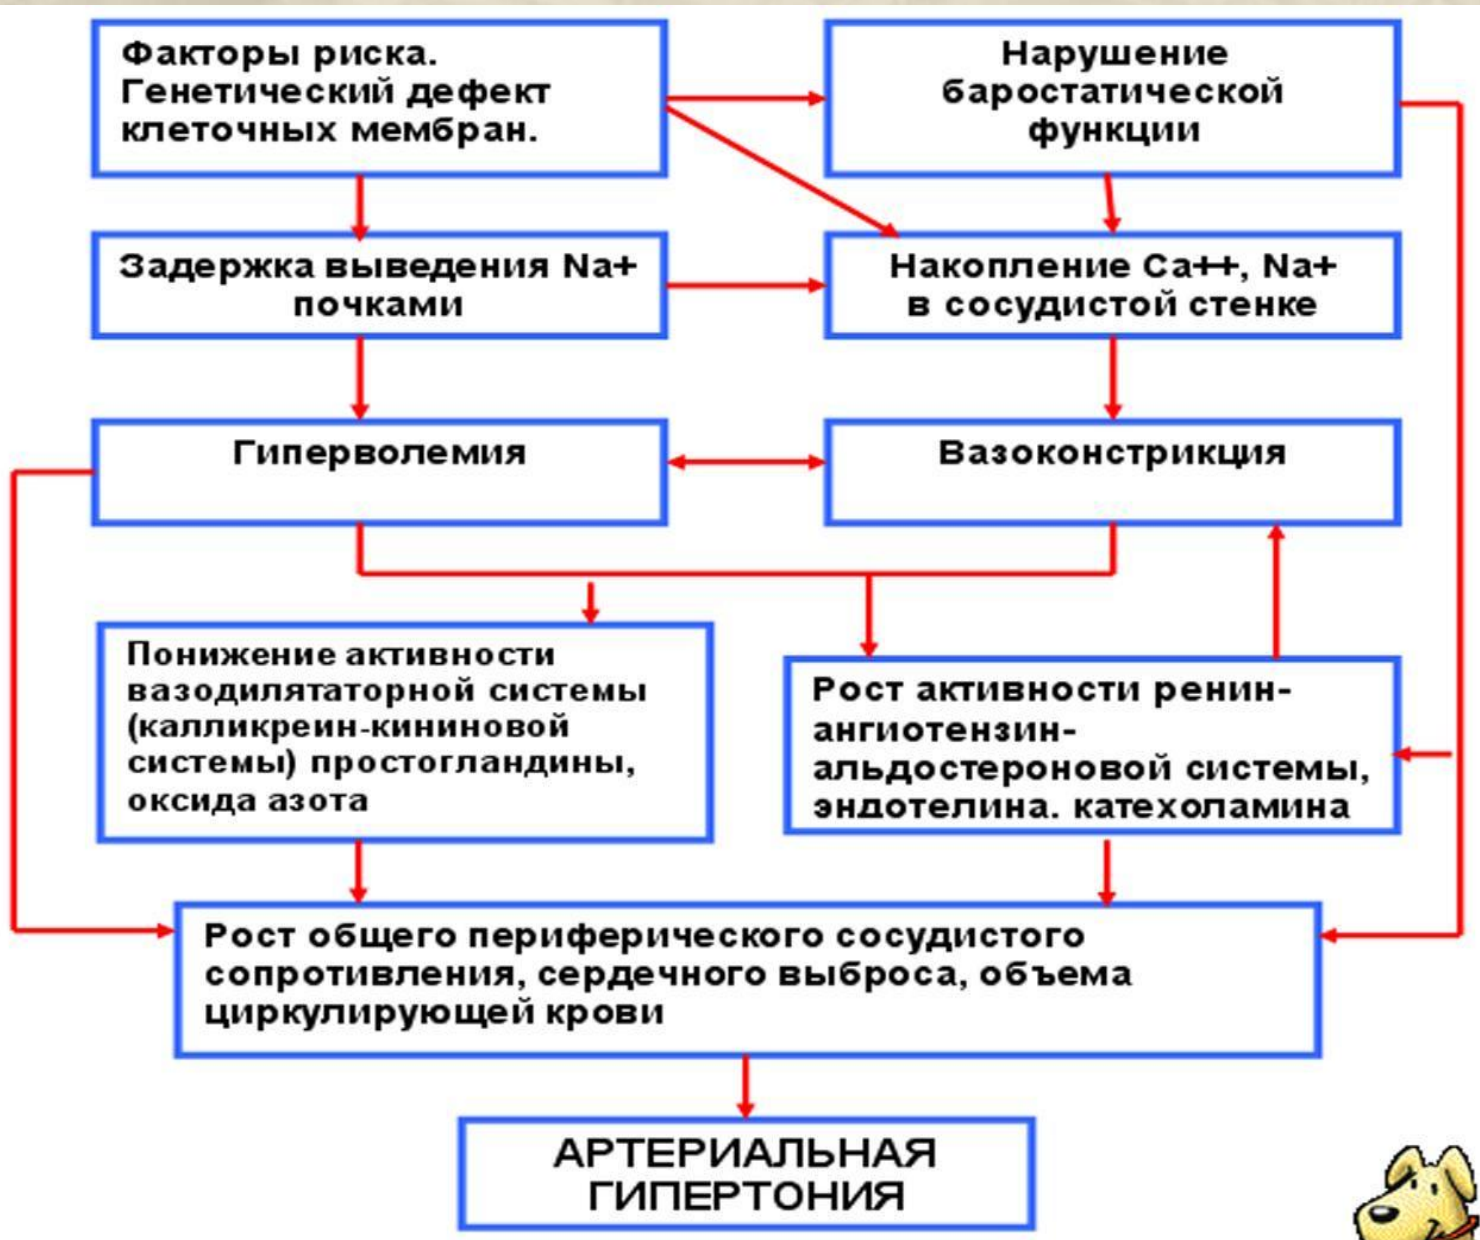 Факторы риска.
Генетический дефект
клеточных мембран.
Нарушение
баростатической
функции
Задержка выведения Na+
почками
Накопление Ca++, Na+
в сосудистой стенке
Гиперволемия
Вазоконстрикция
Понижение активности
вазодилятаторной системы
(калликреин-кининовой
системы) простогландины,
оксида азота
Рост активности ренин-
ангиотензин-
альдостероновой системы,
эндотелина. катехоламина
Рост общего периферического сосудистого
сопротивления, сердечного выброса, объема
циркулирующей крови
АРТЕРИАЛЬНАЯ
ГИПЕРТОНИЯ